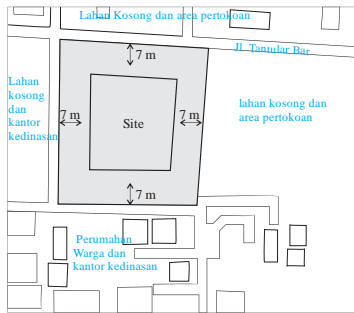 Lahan Kosong dan area pertokoan
Jl. Tantular Bar
7 m
Lahan
kosong
dan
kantor
kedinasan
7 m
7 m
Site
lahan kosong dan
area pertokoan
7 m
Perumahan
Warga dan
kantor kedinasan